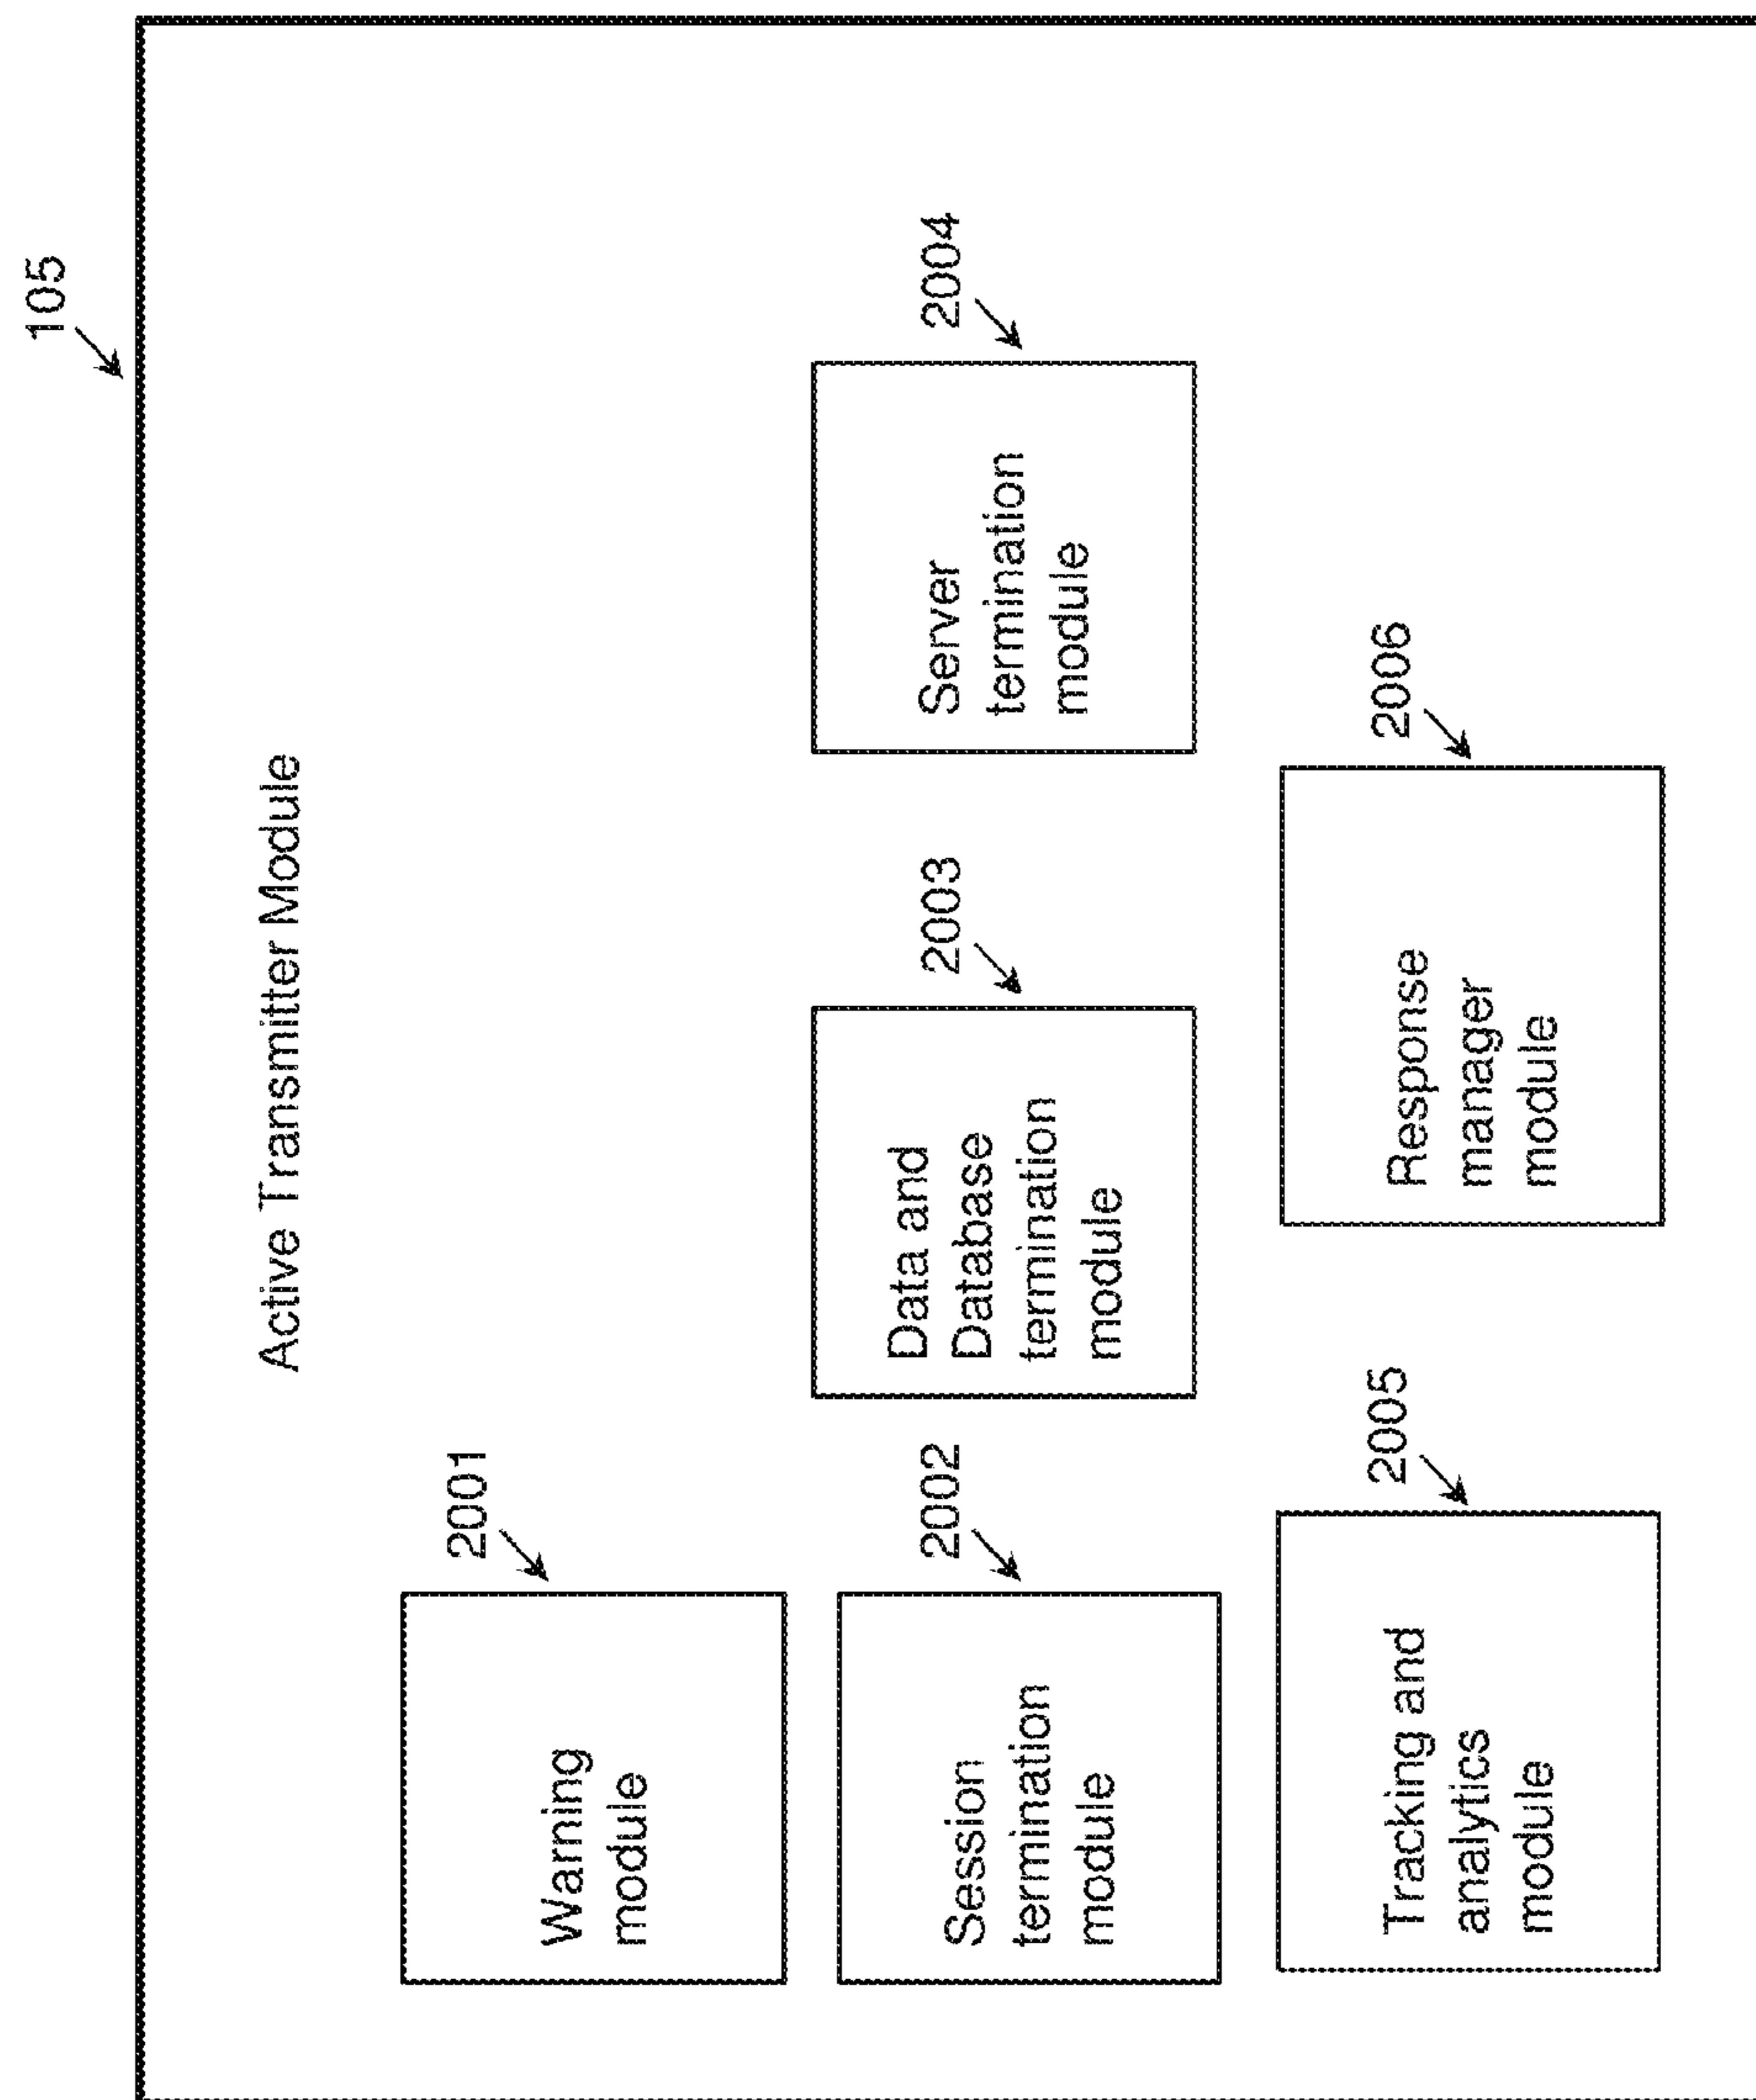 105
Active Transmitter Module
2001
Warning
module
2002
Session
termination
module
2003
Data and
Database
termination
module
2004
Server
termination
module
2005
Tracking and
analytics
module
2006
Response
manager
module